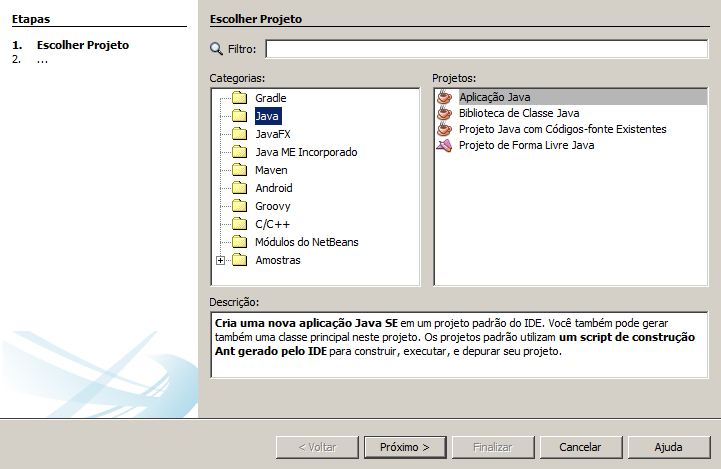 Etapas
1. Escolher Projeto
2. ...
Escolher Projeto
Filtro:
Categorias:
Gradle
Java
JavaFX
Java ME Incorporado
Maven
Android
Groovy
C/C++
Módulos do NetBeans
Amostras
Projetos:
Aplicação Java
Biblioteca de Classe Java
Projeto Java com Códigos-fonte Existentes
Projeto de Forma Livre Java
Descrição:
Cria uma nova aplicação Java SE em um projeto padrão do IDE. Você também pode gerar
também uma classe principal neste projeto. Os projetos padrão utilizam um script de construção
Ant gerado pelo IDE para construir, executar, e depurar seu projeto.
< Voltar
Próximo >
Finalizar
Cancelar
Ajuda